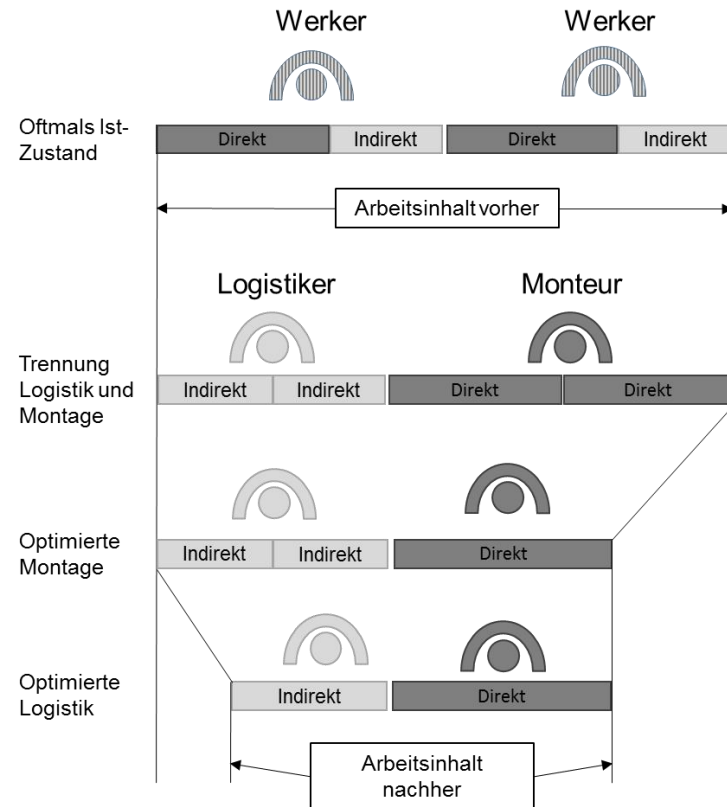 Werker Werker
Oftmals Ist-
Zustand
Direkt Indirekt Direkt Indirekt
Arbeitsinhalt vorher
Logistiker Monteur
Trennung
Logistik und
Montage
Indirekt Indirekt Direkt Direkt
Optimierte
Montage
Indirekt Indirekt Direkt
Optimierte
Logistik
Indirekt Direkt
Arbeitsinhalt
nachher